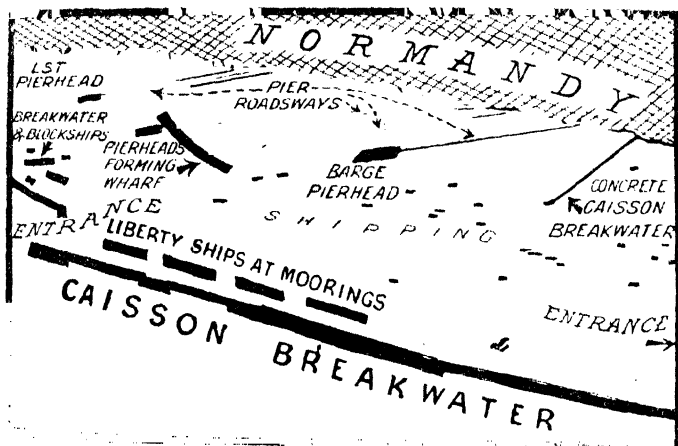 NORMANDY
LST
PIERHEAD
PIER
ROADSWAYS
BREAKWATER
& BLOCKSHIPS
PIERHEADS
FORMING
WHARF
BARGE
PIERHEAD
CONCRETE
CAISSON
BREAKWATER
ENTRANCE
SHIPPING
LIBERTY SHIPS AT MOORINGS
ENTRANCE
CAISSON BREAKWATER